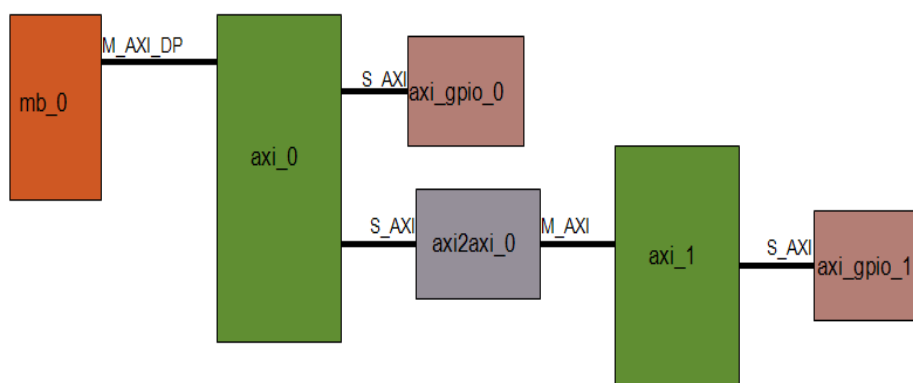 M_AXI_DP
mb_0
S_AXI
axi_gpio_0
axi_0
S_AXI
axi2axi_0
M_AXI
axi_1
S_AXI
axi_gpio_1